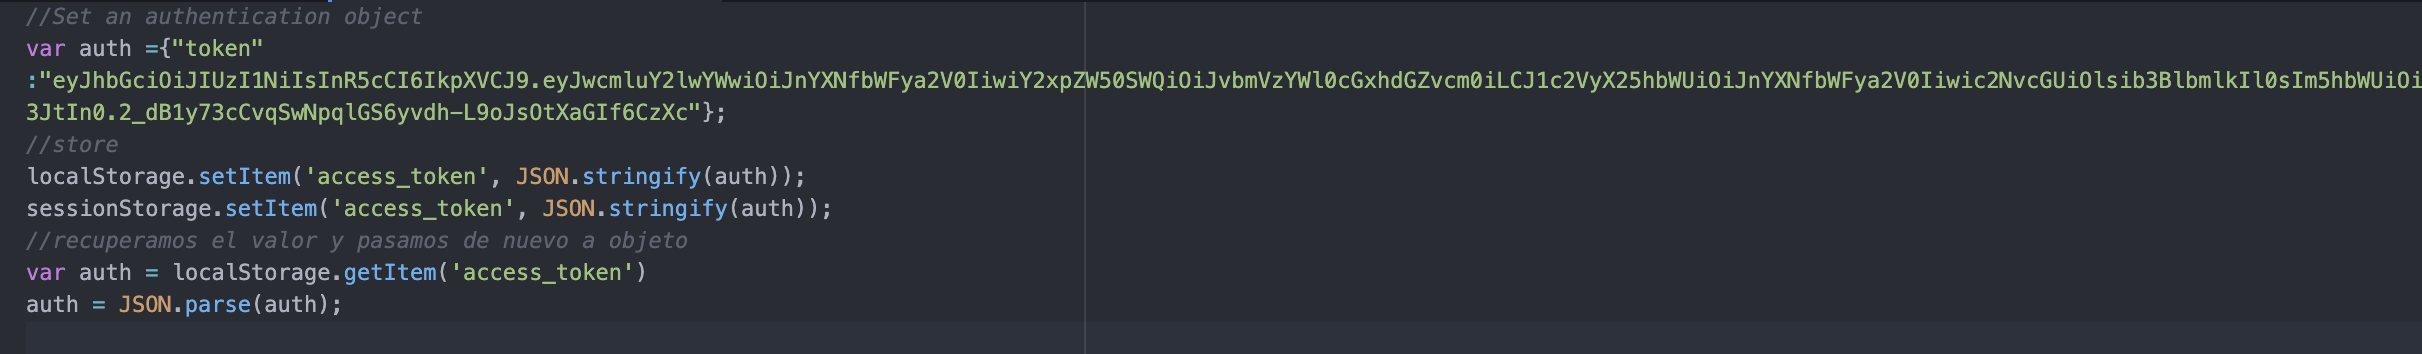 //Set an authentication object
var auth ={"token"
:"eyJhbGciOiJIUzI1NiIsInR5cCI6IkpXVCJ9.eyJwcmluY2lwYWwiOiJnYXNfbWFya2V0IiwiY2xpZW50SWQiOiJvbmVzYWl0cGxhdGZvcm0iLCJ1c2VyX25hbWUiOiJnYXNfbWFya2V0Iiwic2NvcGUiOlsib3BlbmlkIl0sIm5hbWUiOi
3JtIn0.2_dB1y73cCvqSwNpqlGS6yvdh-L9oJsOtXaGIf6CzXc"};
//store
localStorage.setItem('access_token', JSON.stringify(auth));
sessionStorage.setItem('access_token', JSON.stringify(auth));
//recuperamos el valor y pasamos de nuevo a objeto
var auth = localStorage.getItem('access_token')
auth = JSON.parse(auth);